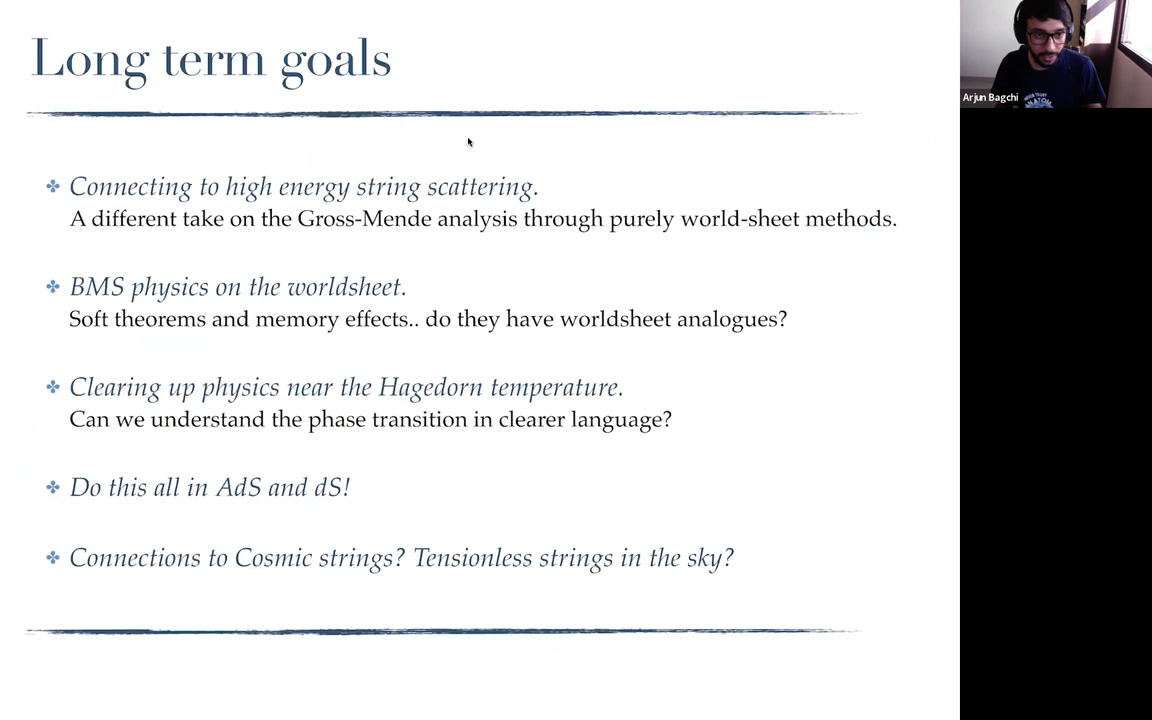 Long term goals
Connecting to high energy string scattering.
A different take on the Gross-Mende analysis through purely world-sheet methods.
BMS physics on the worldsheet.
Soft theorems and memory effects.. do they have worldsheet analogues?
Clearing up physics near the Hagedorn temperature.
Can we understand the phase transition in clearer language?
Do this all in AdS and dS!
Connections to Cosmic strings? Tensionless strings in the sky?
Arjun Bagchi